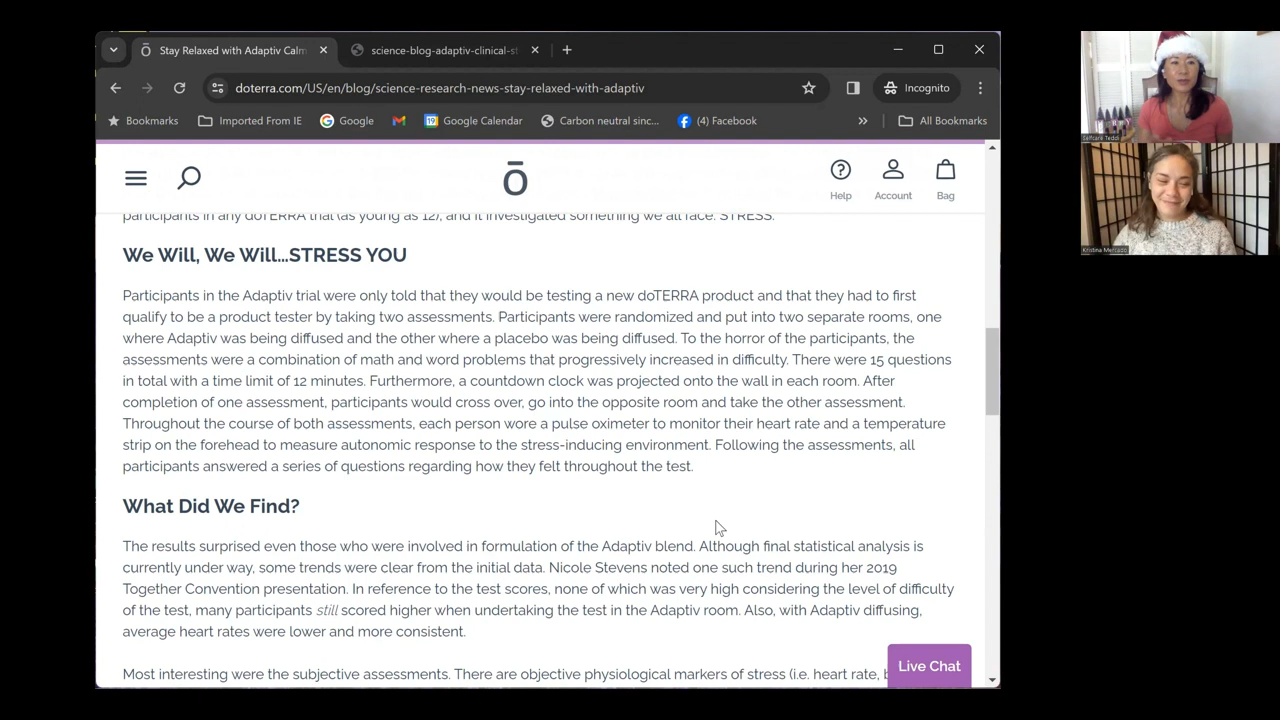 Stay Relaxed with Adaptiv Calm
science-blog-adaptiv-clinical-st
doterra.com/US/en/blog/science-research-news-stay-relaxed-with-adaptiv
Incognito
Bookmarks
Imported From IE
Google
Google Calendar
Carbon neutral sinc...
(4) Facebook
All Bookmarks
ō
Help
Account
Bag
participants in any doTERRA trial (as young as 12), and it investigated something we all face: STRESS.
We Will, We Will...STRESS YOU
Participants in the Adaptiv trial were only told that they would be testing a new doTERRA product and that they had to first
qualify to be a product tester by taking two assessments. Participants were randomized and put into two separate rooms, one
where Adaptiv was being diffused and the other where a placebo was being diffused. To the horror of the participants, the
assessments were a combination of math and word problems that progressively increased in difficulty. There were 15 questions
in total with a time limit of 12 minutes. Furthermore, a countdown clock was projected onto the wall in each room. After
completion of one assessment, participants would cross over, go into the opposite room and take the other assessment.
Throughout the course of both assessments, each person wore a pulse oximeter to monitor their heart rate and a temperature
strip on the forehead to measure autonomic response to the stress-inducing environment. Following the assessments, all
participants answered a series of questions regarding how they felt throughout the test.
What Did We Find?
The results surprised even those who were involved in formulation of the Adaptiv blend. Although final statistical analysis is
currently under way, some trends were clear from the initial data. Nicole Stevens noted one such trend during her 2019
Together Convention presentation. In reference to the test scores, none of which was very high considering the level of difficulty
of the test, many participants still scored higher when undertaking the test in the Adaptiv room. Also, with Adaptiv diffusing,
average heart rates were lower and more consistent.
Most interesting were the subjective assessments. There are objective physiological markers of stress (i.e. heart rate,
Live Chat
Selfcare Teddi
Kristina Mercado